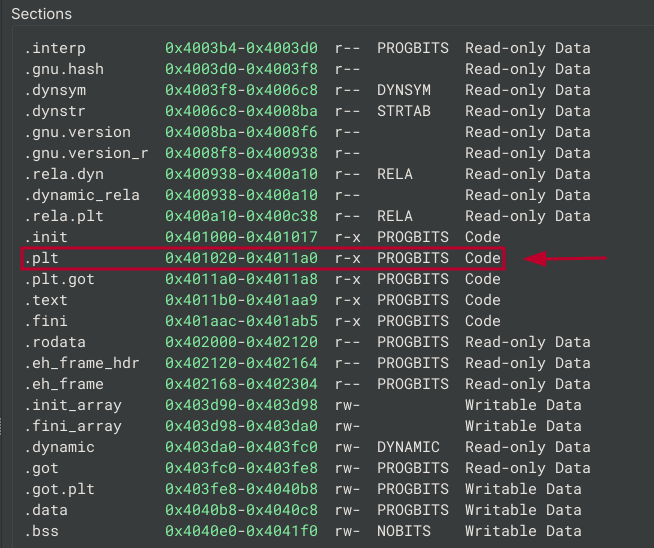 Sections
.interp 0x4003b4-0x4003d0 r-- PROGBITS Read-only Data
.gnu.hash 0x4003d0-0x4003f8 r-- Read-only Data
.dynsym 0x4003f8-0x4006c8 r-- DYNSYM Read-only Data
.dynstr 0x4006c8-0x4008ba r-- STRTAB Read-only Data
.gnu.version 0x4008ba-0x4008f6 r-- Read-only Data
.gnu.version_r 0x4008f8-0x400938 r-- Read-only Data
.rela.dyn 0x400938-0x400a10 r-- RELA Read-only Data
.dynamic_rela 0x400938-0x400a10 r-- Read-only Data
.rela.plt 0x400a10-0x400c38 r-- RELA Read-only Data
.init 0x401000-0x401017 r-x PROGBITS Code
.plt 0x401020-0x4011a0 r-x PROGBITS Code
.plt.got 0x4011a0-0x4011a8 r-x PROGBITS Code
.text 0x4011b0-0x401aa9 r-x PROGBITS Code
.fini 0x401aac-0x401ab5 r-x PROGBITS Code
.rodata 0x402000-0x402120 r-- PROGBITS Read-only Data
.eh_frame_hdr 0x402120-0x402164 r-- PROGBITS Read-only Data
.eh_frame 0x402168-0x402304 r-- PROGBITS Read-only Data
.init_array 0x403d90-0x403d98 rw- Writable Data
.fini_array 0x403d98-0x403da0 rw- Writable Data
.dynamic 0x403da0-0x403fc0 rw- DYNAMIC Read-only Data
.got 0x403fc0-0x403fe8 rw- PROGBITS Read-only Data
.got.plt 0x403fe8-0x4040b8 rw- PROGBITS Writable Data
.data 0x4040b8-0x4040c8 rw- PROGBITS Writable Data
.bss 0x4040e0-0x4041f0 rw- NOBITS Writable Data